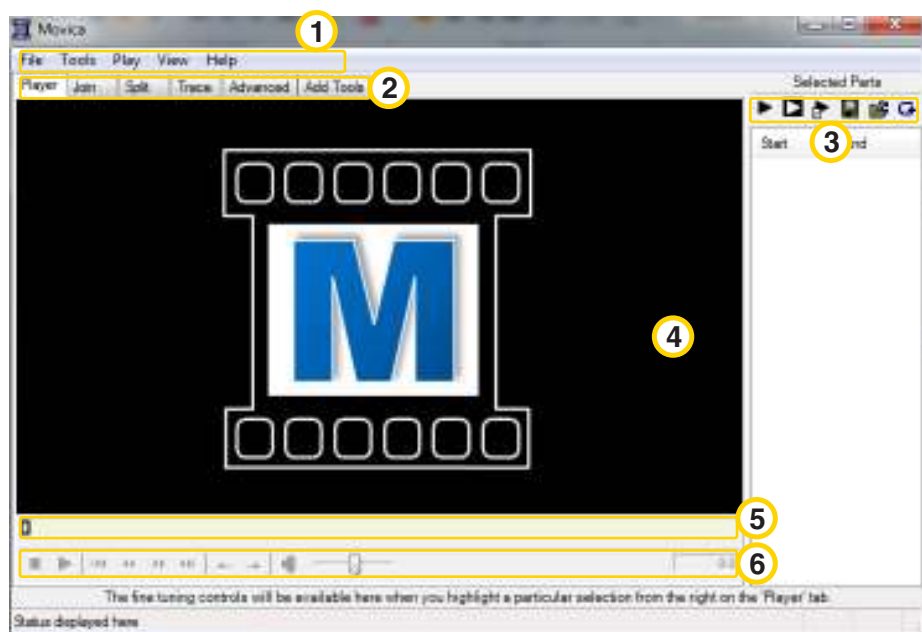 Movica
1
File Tools Play View Help
Player Join Split Trace Advanced Add Tools
2
Selected Parts
3
Start
M
4
5
6
The fine tuning controls will be available here when you highlight a particular selection from the right on the 'Player' tab
Status displayed here